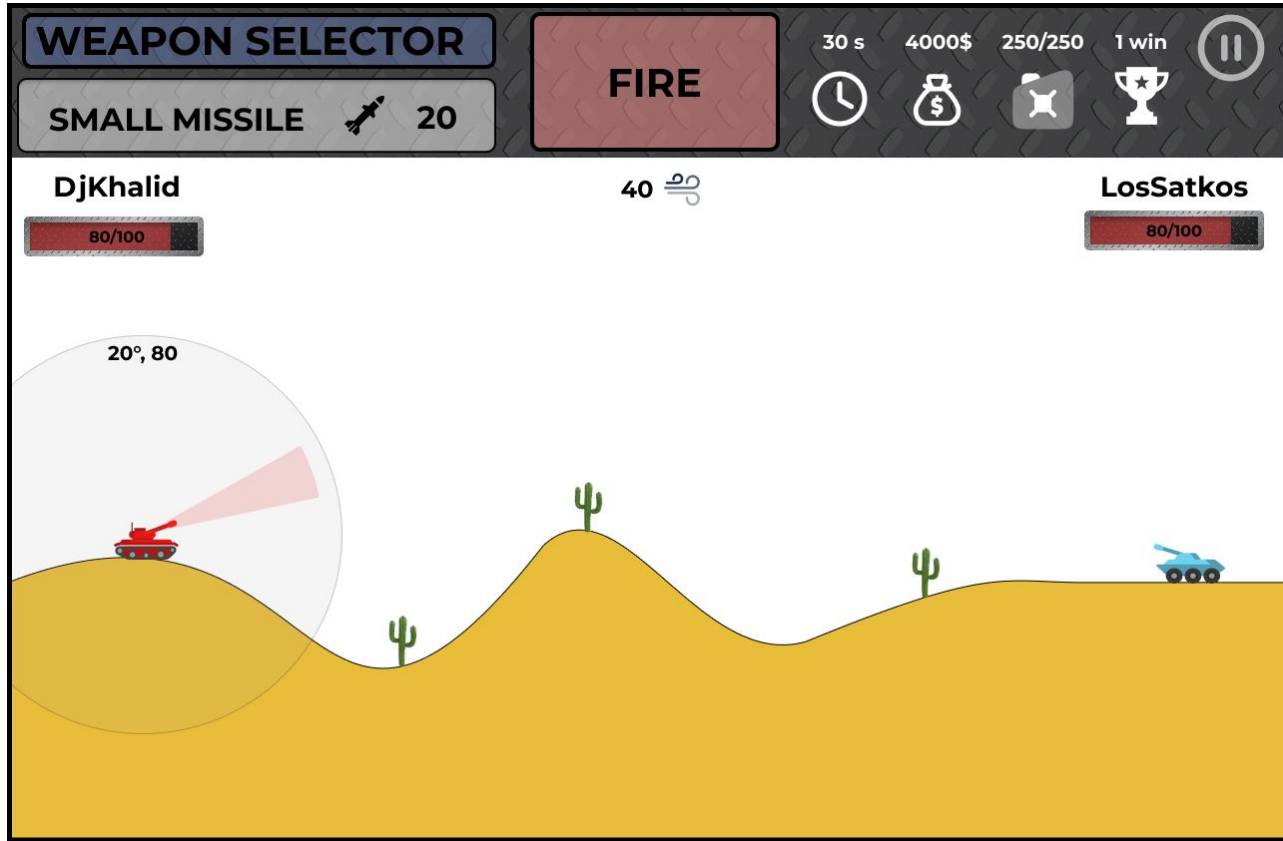 WEAPON SELECTOR
SMALL MISSILE 20
FIRE
30 s 4000$ 250/250 1 win
$
DjKhalid
80/100
40
LosSatkos
80/100
20°, 80